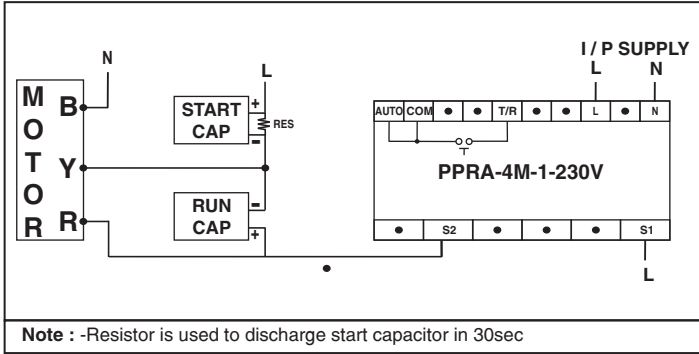 I / P SUPPLY
N
L
L N
MOTOR
B
START CAP
+
RES
-
AUTO COM T/R L N
Y
PPRA-4M-1-230V
R
RUN CAP
-
+
S2 S1
L
Note : -Resistor is used to discharge start capacitor in 30sec